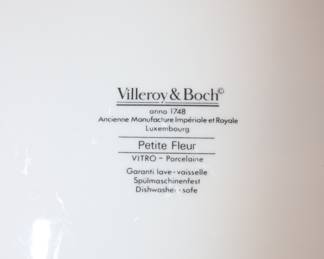 Villeroy & Boch©
anno 1748
Ancienne Manufacture Impériale et Royale
Luxembourg
Petite Fleur
VITRO - Porcelaine
Garanti lave-vaisselle
Spülmaschinenfest
Dishwasher-safe